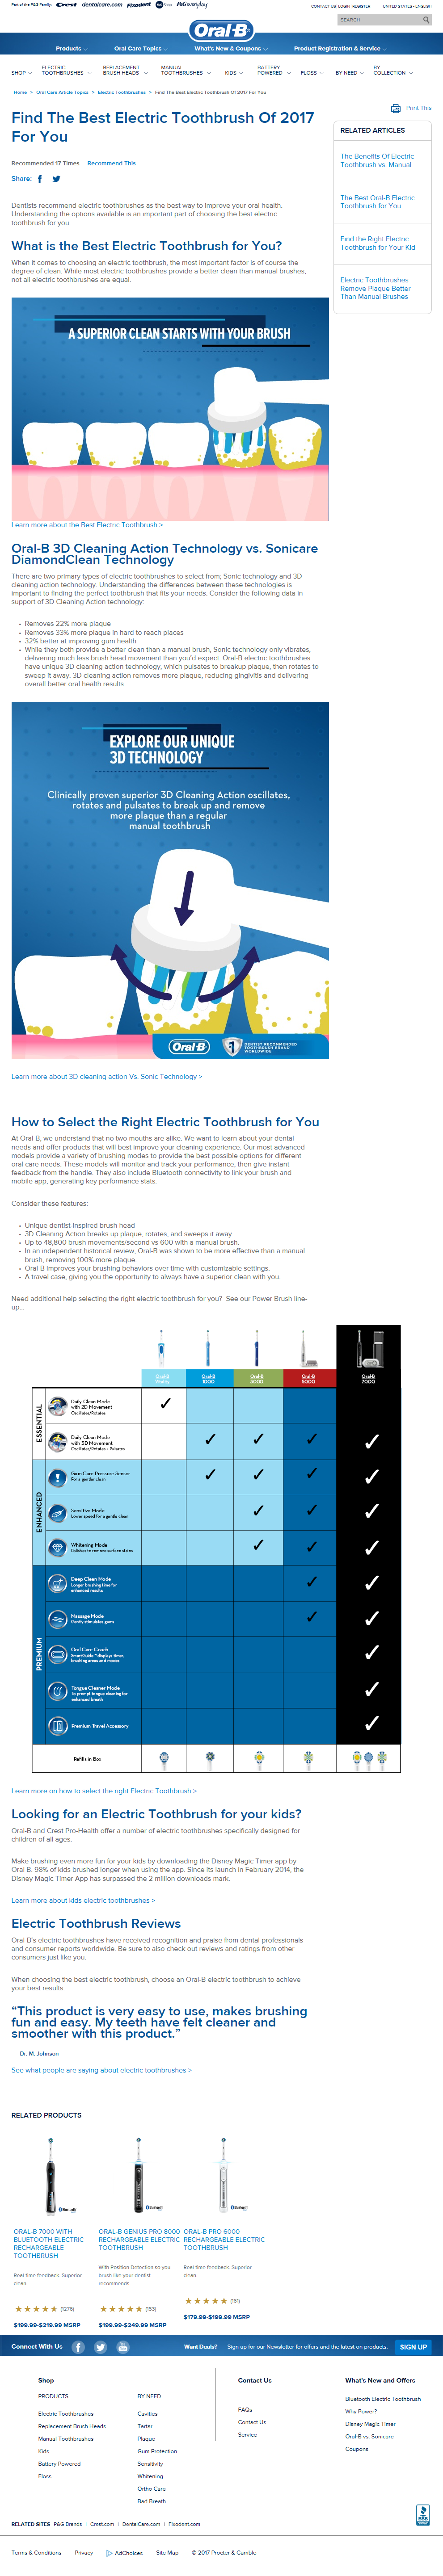 Part of the P&G Family: Crest dentalcare.com Fixodent P&G everyday
CONTACT US LOGIN REGISTER UNITED STATES - ENGLISH
SEARCH
Oral-B
Products Oral Care Topics What's New & Coupons Product Registration & Service
SHOP ELECTRIC TOOTHBRUSHES REPLACEMENT BRUSH HEADS MANUAL TOOTHBRUSHES KIDS BATTERY POWERED FLOSS BY NEED BY COLLECTION
Home > Oral Care Article Topics > Electric Toothbrushes > Find The Best Electric Toothbrush Of 2017 For You
Print This
Find The Best Electric Toothbrush Of 2017
For You
Recommended 17 Times Recommend This
Share:
RELATED ARTICLES
The Benefits Of Electric
Toothbrush vs. Manual
The Best Oral-B Electric
Toothbrush for You
Find the Right Electric
Toothbrush for Your Kid
Electric Toothbrushes
Remove Plaque Better
Than Manual Brushes
Dentists recommend electric toothbrushes as the best way to improve your oral health.
Understanding the options available is an important part of choosing the best electric
toothbrush for you.
What is the Best Electric Toothbrush for You?
When it comes to choosing an electric toothbrush, the most important factor is of course the
degree of clean. While most electric toothbrushes provide a better clean than manual brushes,
not all electric toothbrushes are equal.
A SUPERIOR CLEAN STARTS WITH YOUR BRUSH
Learn more about the Best Electric Toothbrush >
Oral-B 3D Cleaning Action Technology vs. Sonicare
DiamondClean Technology
There are two primary types of electric toothbrushes to select from; Sonic technology and 3D
cleaning technology. Understanding the differences between these technologies is
important to finding the perfect toothbrush that fits your needs. Consider the following data in
support of 3D Cleaning Action technology:
• Removes 22% more plaque
• Removes 33% more plaque in hard to reach places
• 32% better at improving gum health
• While they both provide a better clean than a manual brush, Sonic technology only vibrates,
delivering much less brush head movement than you'd expect. Oral-B electric toothbrushes
have unique 3D cleaning action technology, which pulsates to breakup plaque, then rotates to
sweep it away. 3D cleaning action removes more plaque, reducing gingivitis and delivering
overall better oral health results.
EXPLORE OUR UNIQUE
3D TECHNOLOGY
Clinically proven superior 3D Cleaning Action oscillates,
rotates and pulsates to break up and remove
more plaque than a regular
manual toothbrush
Oral-B
DENTIST RECOMMENDED
TOOTHBRUSH BRAND
WORLDWIDE
Learn more about 3D cleaning action Vs. Sonic Technology >
How to Select the Right Electric Toothbrush for You
At Oral-B, we understand that no two mouths are alike. We want to learn about your dental
needs and offer products that will best improve your cleaning experience. Our most advanced
models provide a variety of brushing modes to provide the best possible options for different
oral care needs. These models will monitor and track your performance, then give instant
feedback from the handle. They also include Bluetooth connectivity to link your brush and
mobile app, generating key performance stats.
Consider these features:
• Unique dentist-inspired brush head
• 3D Cleaning Action breaks up plaque, rotates, and sweeps it away.
• Up to 48,800 brush movements/second vs 600 with a manual brush.
• In an independent historical review, Oral-B was shown to be more effective than a manual
brush, removing 100% more plaque.
• Oral-B improves your brushing behaviors over time with customizable settings.
• A travel case, giving you the opportunity to always have a superior clean with you.
Need additional help selecting the right electric toothbrush for you? See our Power Brush line-
up...
Oral-B Vitality Oral-B 1000 Oral-B 3000 Oral-B 5000 Oral-B 7000
ESSENTIAL
Daily Clean Mode
with 2D Movement
Oscillates/Rotates
Daily Clean Mode
with 3D Movement
Oscillates/Rotates + Pulsates
ENHANCED
Gum Care Pressure Sensor
For a gentler clean
Sensitive Mode
Lower speed for a gentle clean
Whitening Mode
Polishes to remove surface stains
PREMIUM
Deep Clean Mode
Longer brushing time for
enhanced results
Massage Mode
Gently stimulates gums
Oral Care Coach
SmartGuide™ displays timer,
brushing areas and modes
Tongue Cleaner Mode
To prompt tongue cleaning for
enhanced breath
Premium Travel Accessory
Refills in Box
Learn more on how to select the right Electric Toothbrush >
Looking for an Electric Toothbrush for your kids?
Oral-B and Crest Pro-Health offer a number of electric toothbrushes specifically designed for
children of all ages.
Make brushing even more fun for your kids by downloading the Disney Magic Timer app by
Oral B. 98% of kids brushed longer when using the app. Since its launch in February 2014, the
Disney Magic Timer App has surpassed the 2 million downloads mark.
Learn more about kids electric toothbrushes >
Electric Toothbrush Reviews
Oral-B's electric toothbrushes have received recognition and praise from dental professionals
and consumer reports worldwide. Be sure to also check out reviews and ratings from other
consumers just like you.
When choosing the best electric toothbrush, choose an Oral-B electric toothbrush to achieve
your best results.
“This product is very easy to use, makes brushing
fun and easy. My teeth have felt cleaner and
smoother with this product.”
– Dr. M. Johnson
See what people are saying about electric toothbrushes >
RELATED PRODUCTS
Bluetooth Bluetooth Bluetooth
ORAL-B 7000 WITH
BLUETOOTH ELECTRIC
RECHARGEABLE
TOOTHBRUSH
Real-time feedback. Superior
clean.
(1276)
$199.99-$219.99 MSRP
ORAL-B GENIUS PRO 8000
RECHARGEABLE ELECTRIC
TOOTHBRUSH
With Position Detection so you
brush like your dentist
recommends.
(153)
$199.99-$249.99 MSRP
ORAL-B PRO 6000
RECHARGEABLE ELECTRIC
TOOTHBRUSH
Real-time feedback. Superior
clean.
(161)
$179.99-$199.99 MSRP
Connect With Us
Want Deals? Sign up for our Newsletter for offers and the latest on products. SIGN UP
Shop
PRODUCTS
Electric Toothbrushes
Replacement Brush Heads
Manual Toothbrushes
Kids
Battery Powered
Floss
BY NEED
Cavities
Tartar
Plaque
Gum Protection
Sensitivity
Whitening
Ortho Care
Bad Breath
Contact Us
FAQs
Contact Us
Service
What's New and Offers
Bluetooth Electric Toothbrush
Why Power?
Disney Magic Timer
Oral-B vs. Sonicare
Coupons
RELATED SITES P&G Brands | Crest.com | DentalCare.com | Fixodent.com
BBB
Terms & Conditions Privacy AdChoices Site Map © 2017 Procter & Gamble